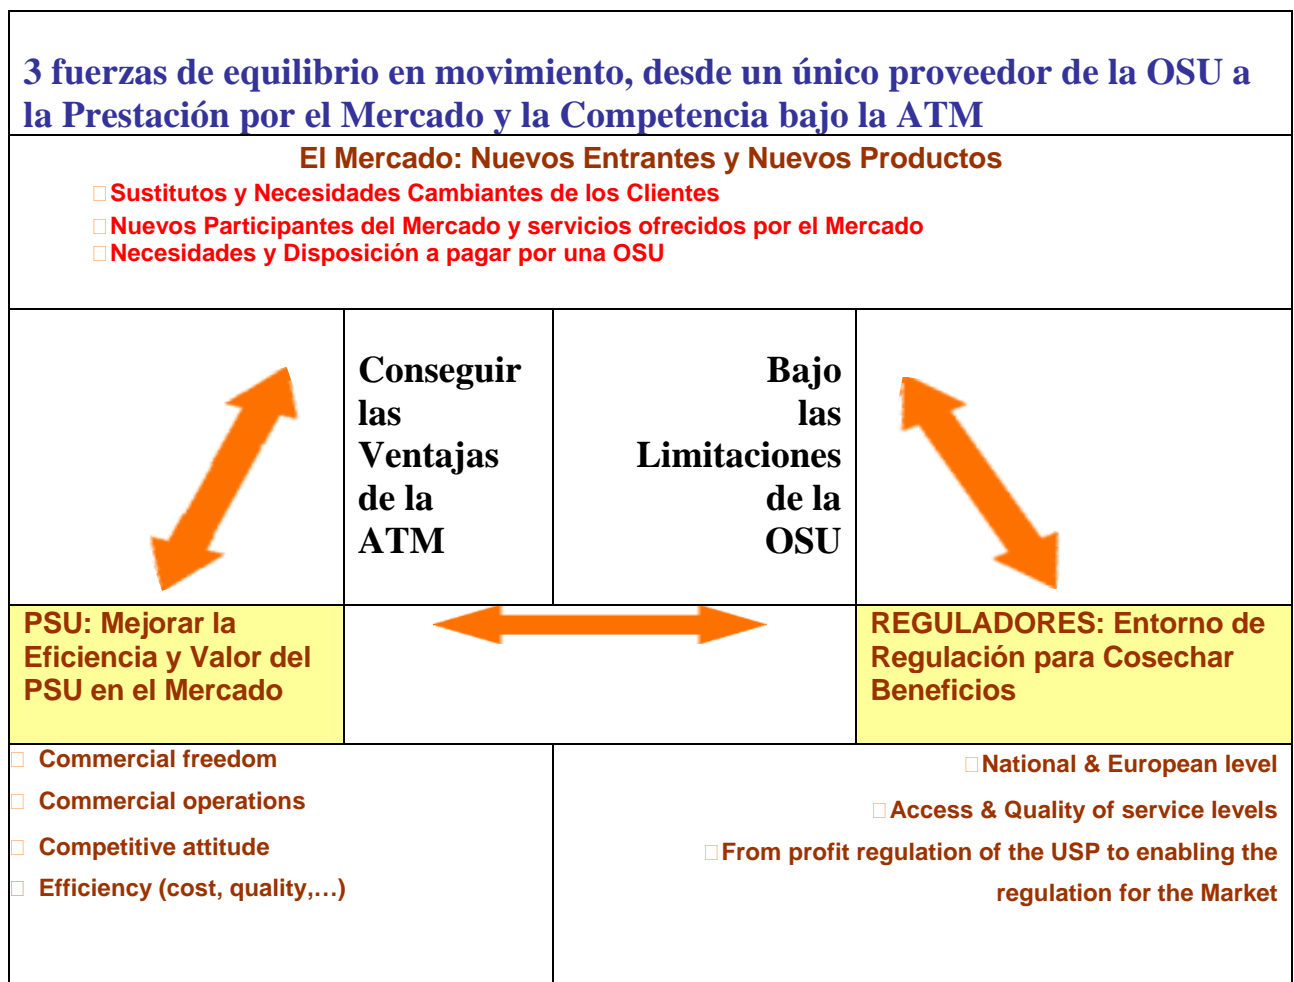 3 fuerzas de equilibrio en movimiento, desde un único proveedor de la OSU a
la Prestación por el Mercado y la Competencia bajo la ATM
El Mercado: Nuevos Entrantes y Nuevos Productos
Sustitutos y Necesidades Cambiantes de los Clientes
Nuevos Participantes del Mercado y servicios ofrecidos por el Mercado
Necesidades y Disposición a pagar por una OSU
Conseguir
las
Ventajas
de la
ATM
Bajo
las
Limitaciones
de la
OSU
PSU: Mejorar la
Eficiencia y Valor del
PSU en el Mercado
REGULADORES: Entorno de
Regulación para Cosechar
Beneficios
Commercial freedom
Commercial operations
Competitive attitude
Efficiency (cost, quality,…)
National & European level
Access & Quality of service levels
From profit regulation of the USP to enabling the
regulation for the Market